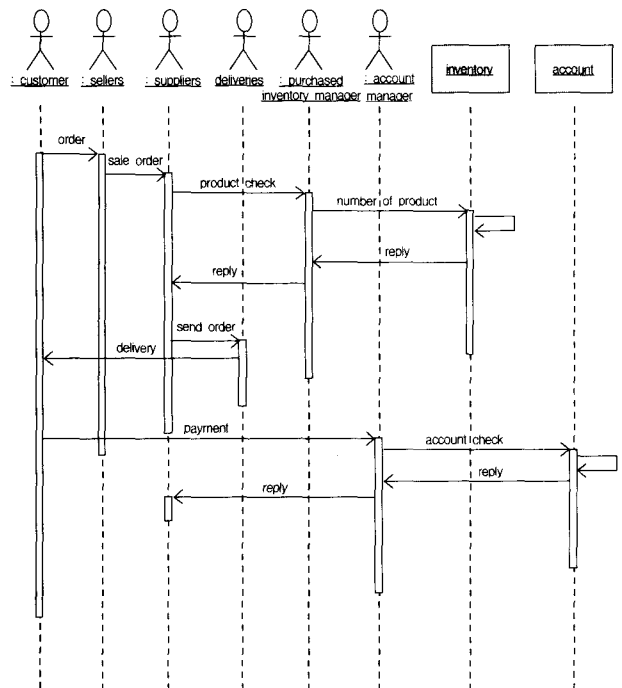 : customer
: sellers
: suppliers
deliveries
: purchased
inventory manager
: account
manager
inventory
account
order
sale order
product check
number of product
reply
reply
send order
delivery
payment
account check
reply
reply